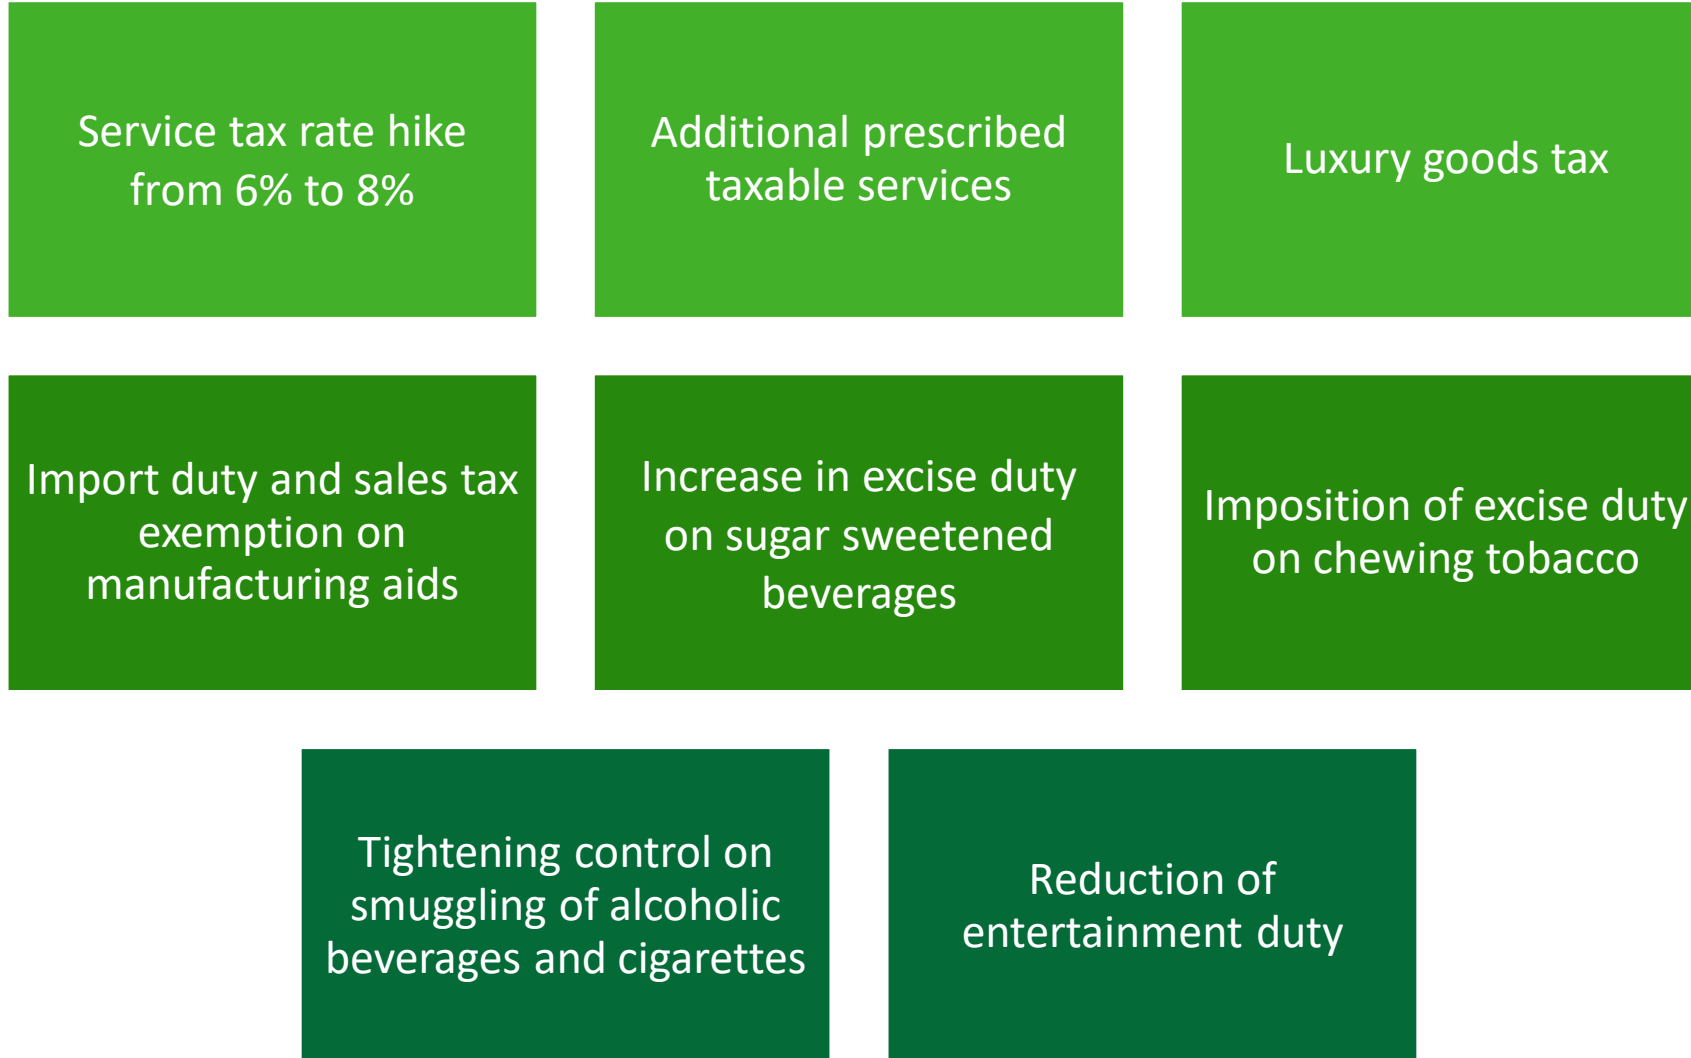 Service tax rate hike
from 6% to 8%
Additional prescribed
taxable services
Luxury goods tax
Import duty and sales tax
exemption on
manufacturing aids
Increase in excise duty
on sugar sweetened
beverages
Imposition of excise duty
on chewing tobacco
Tightening control on
smuggling of alcoholic
beverages and cigarettes
Reduction of
entertainment duty